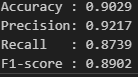 Accuracy : 0.9029
Precision: 0.9217
Recall   : 0.8739
F1-score : 0.8902